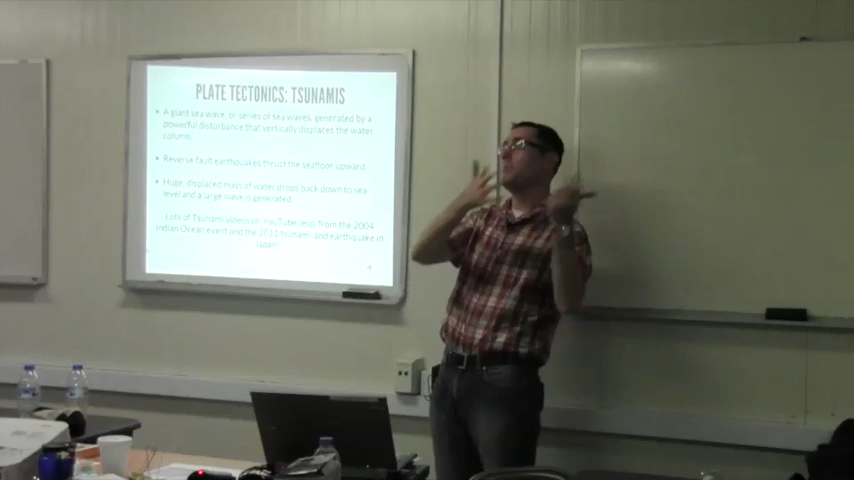 PLATE TECTONICS: TSUNAMIS
• A giant sea wave, or series of sea waves, generated by a
powerful disturbance that vertically displaces the water
column.
• Reverse fault earthquakes thrust the seafloor upward.
• Huge, displaced mass of water drops back down to sea
level and a large wave is generated.
Lots of Tsunami videos on YouTube (esp. from the 2004
Indian Ocean event and the 2011 tsunami and earthquake in
Japan